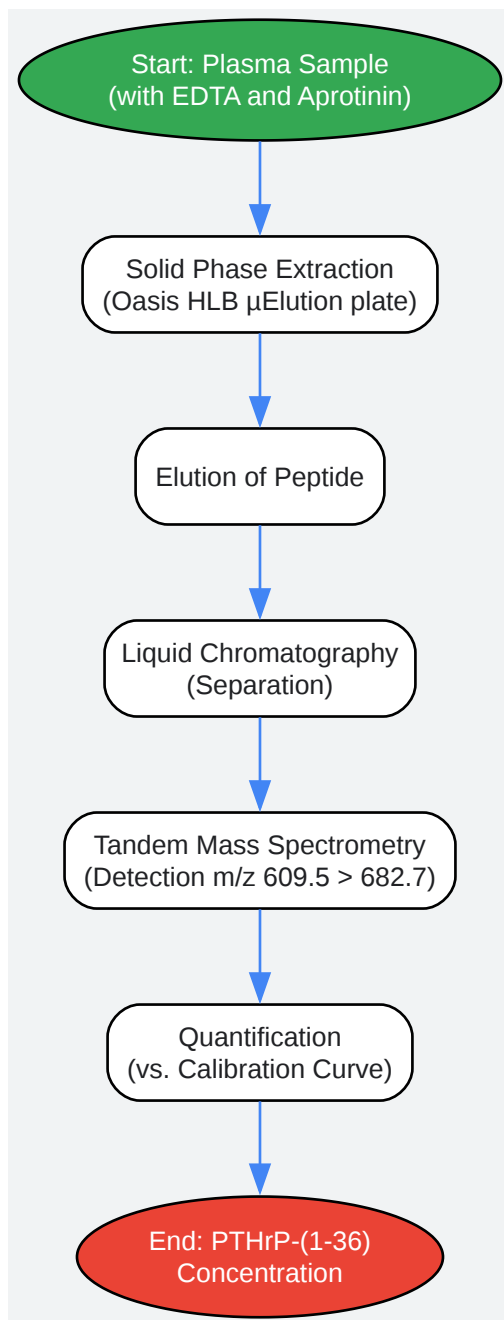 Start: Plasma Sample
(with EDTA and Aprotinin)
Solid Phase Extraction
(Oasis HLB µElution plate)
Elution of Peptide
Liquid Chromatography
(Separation)
Tandem Mass Spectrometry
(Detection m/z 609.5 > 682.7)
Quantification
(vs. Calibration Curve)
End: PTHrP-(1-36)
Concentration